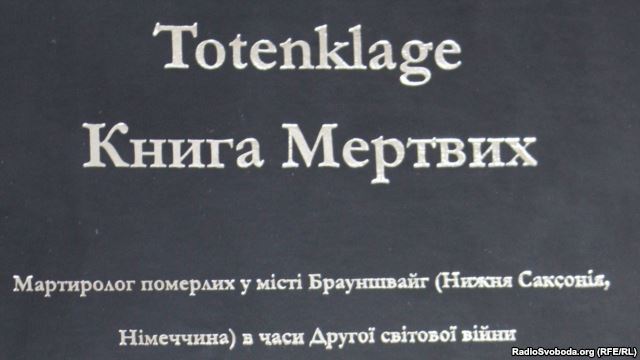 Totenklage
Книга Мертвих
Мартиролог померлих у місті Брауншвайг (Нижня Саксонія,
Німеччина) в часи Другої світової війни
RadioSvoboda.org (RFE/RL)